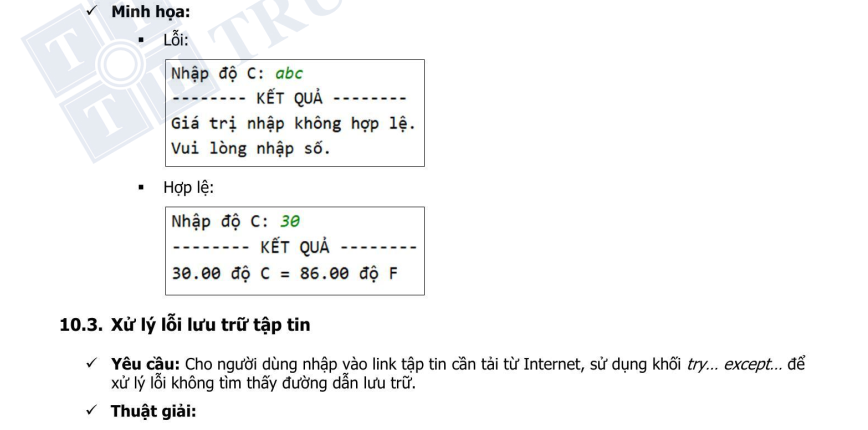 ✓ Minh họa:
▪ Lỗi:
Nhập độ C: abc
-------- KẾT QUẢ --------
Giá trị nhập không hợp lệ.
Vui lòng nhập số.
▪ Hợp lệ:
Nhập độ C: 30
-------- KẾT QUẢ --------
30.00 độ C = 86.00 độ F
10.3. Xử lý lỗi lưu trữ tập tin
✓ Yêu cầu: Cho người dùng nhập vào link tập tin cần tải từ Internet, sử dụng khối try... except... để
xử lý lỗi không tìm thấy đường dẫn lưu trữ.
✓ Thuật giải: